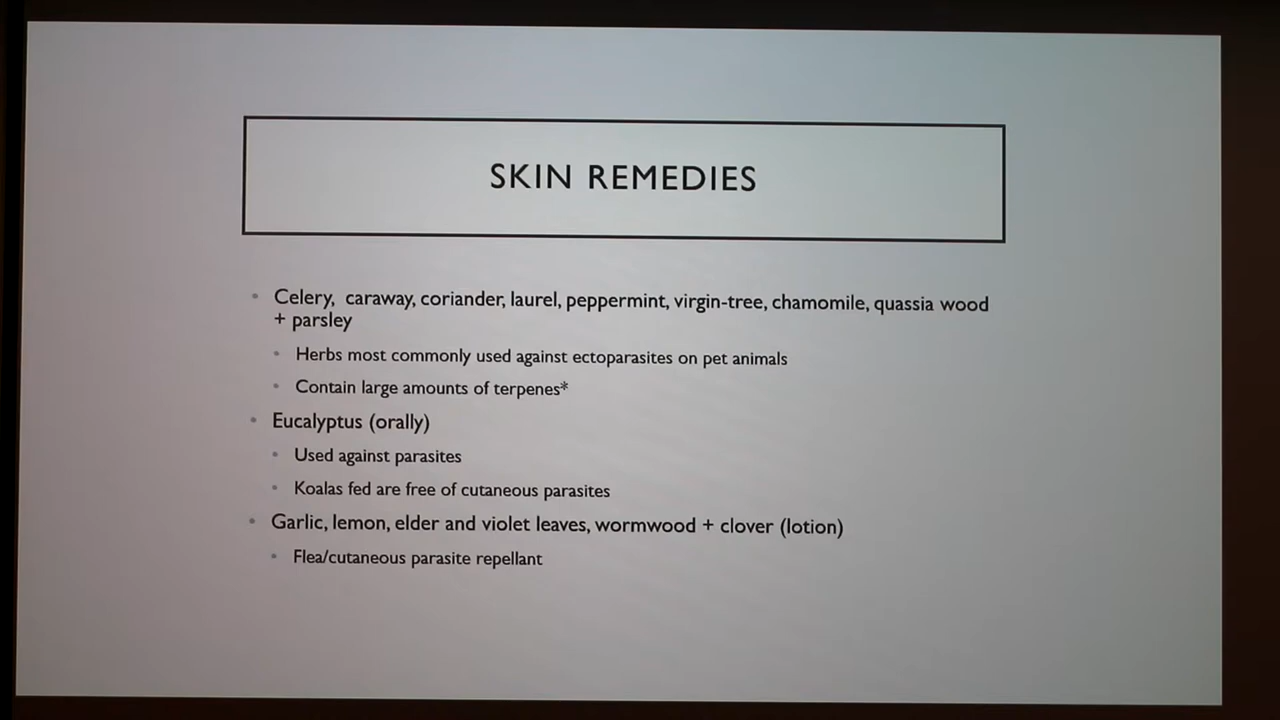 SKIN REMEDIES
• Celery, caraway, coriander, laurel, peppermint, virgin-tree, chamomile, quassia wood
+ parsley
• Herbs most commonly used against ectoparasites on pet animals
• Contain large amounts of terpenes*
• Eucalyptus (orally)
• Used against parasites
• Koalas fed are free of cutaneous parasites
• Garlic, lemon, elder and violet leaves, wormwood + clover (lotion)
• Flea/cutaneous parasite repellant